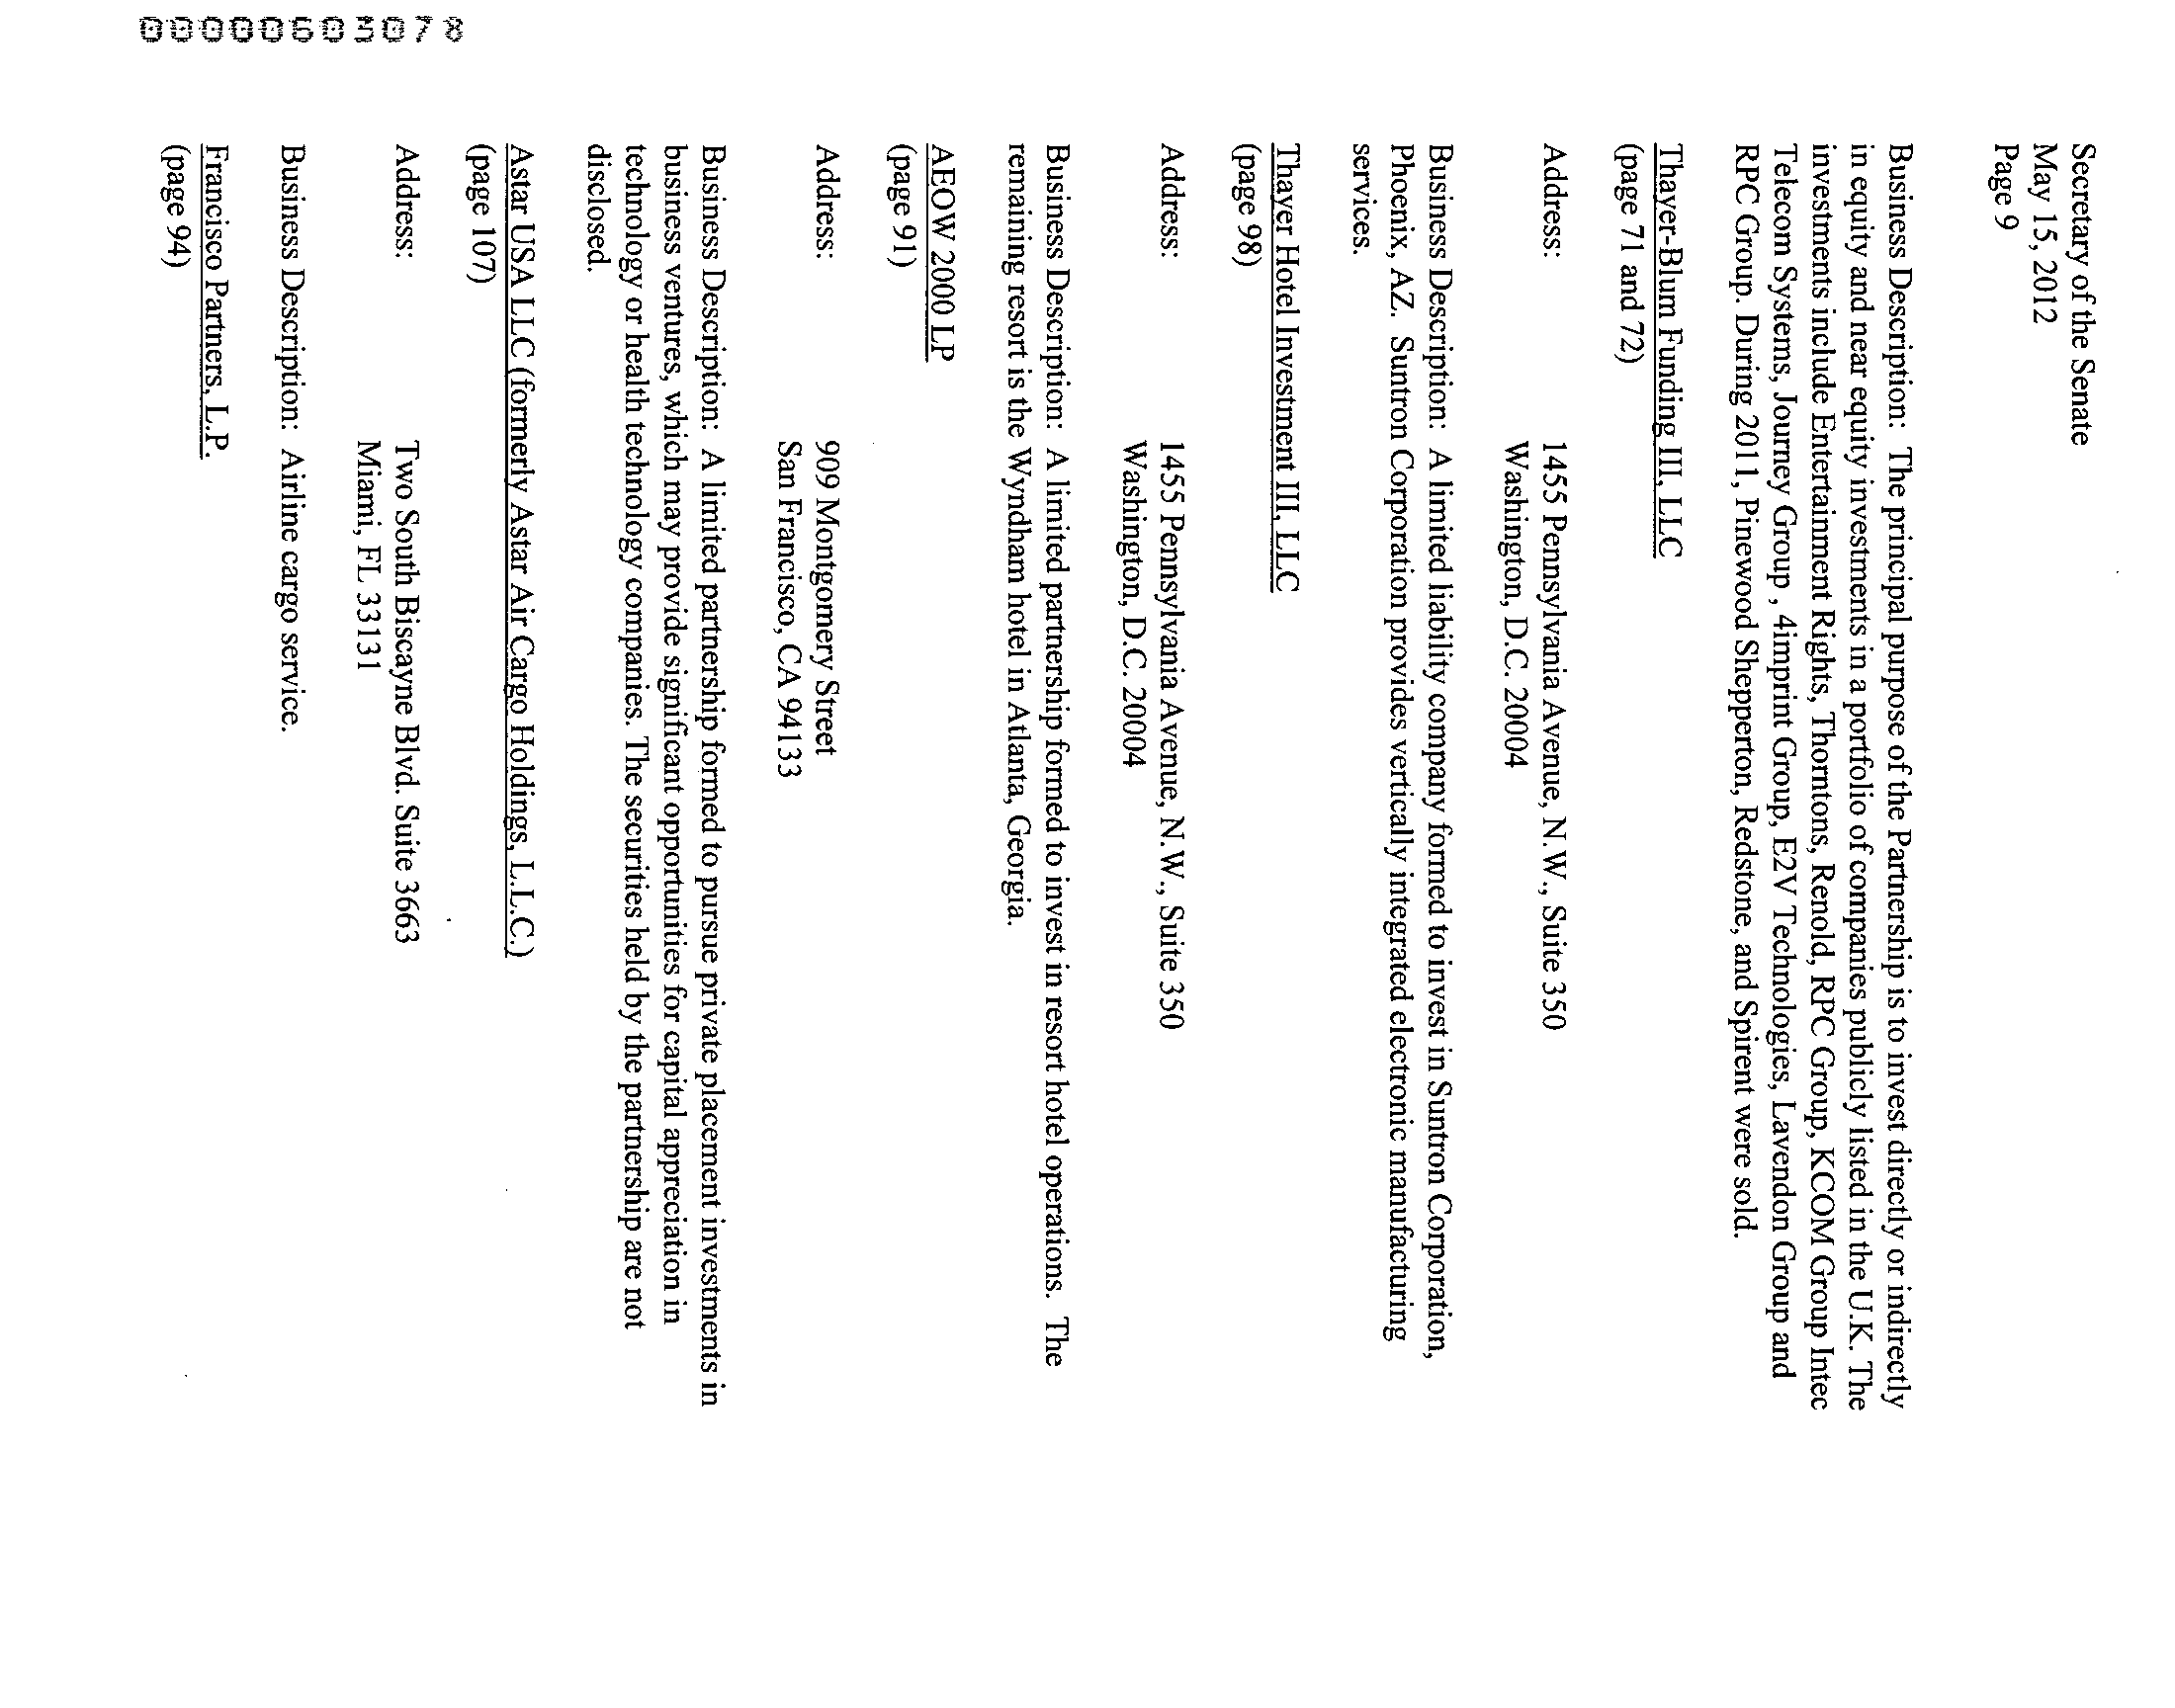 Secretary of the Senate
May 15, 2012
Page 9
Business Description: The principal purpose of the Partnership is to invest directly or indirectly
in equity and near equity investments in a portfolio of companies publicly listed in the U.K. The
investments include Entertainment Rights, Thorntons, Renold, RPC Group, KCOM Group Intec
Telecom Systems, Journey Group , 4imprint Group, E2V Technologies, Lavendon Group and
RPC Group. During 2011, Pinewood Shepperton, Redstone, and Spirent were sold.
Thayer-Blum Funding III, LLC
(page 71 and 72)
Address: 1455 Pennsylvania Avenue, N.W., Suite 350
Washington, D.C. 20004
Business Description: A limited liability company formed to invest in Suntron Corporation,
Phoenix, AZ. Suntron Corporation provides vertically integrated electronic manufacturing
services.
Thayer Hotel Investment III, LLC
(page 98)
Address: 1455 Pennsylvania Avenue, N.W., Suite 350
Washington, D.C. 20004
Business Description: A limited partnership formed to invest in resort hotel operations. The
remaining resort is the Wyndham hotel in Atlanta, Georgia.
AEOW 2000 LP
(page 91)
Address: 909 Montgomery Street
San Francisco, CA 94133
Business Description: A limited partnership formed to pursue private placement investments in
business ventures, which may provide significant opportunities for capital appreciation in
technology or health technology companies. The securities held by the partnership are not
disclosed.
Astar USA LLC (formerly Astar Air Cargo Holdings, L.L.C.)
(page 107)
Address: Two South Biscayne Blvd. Suite 3663
Miami, FL 33131
Business Description: Airline cargo service.
Francisco Partners, L.P.
(page 94)
00000603078